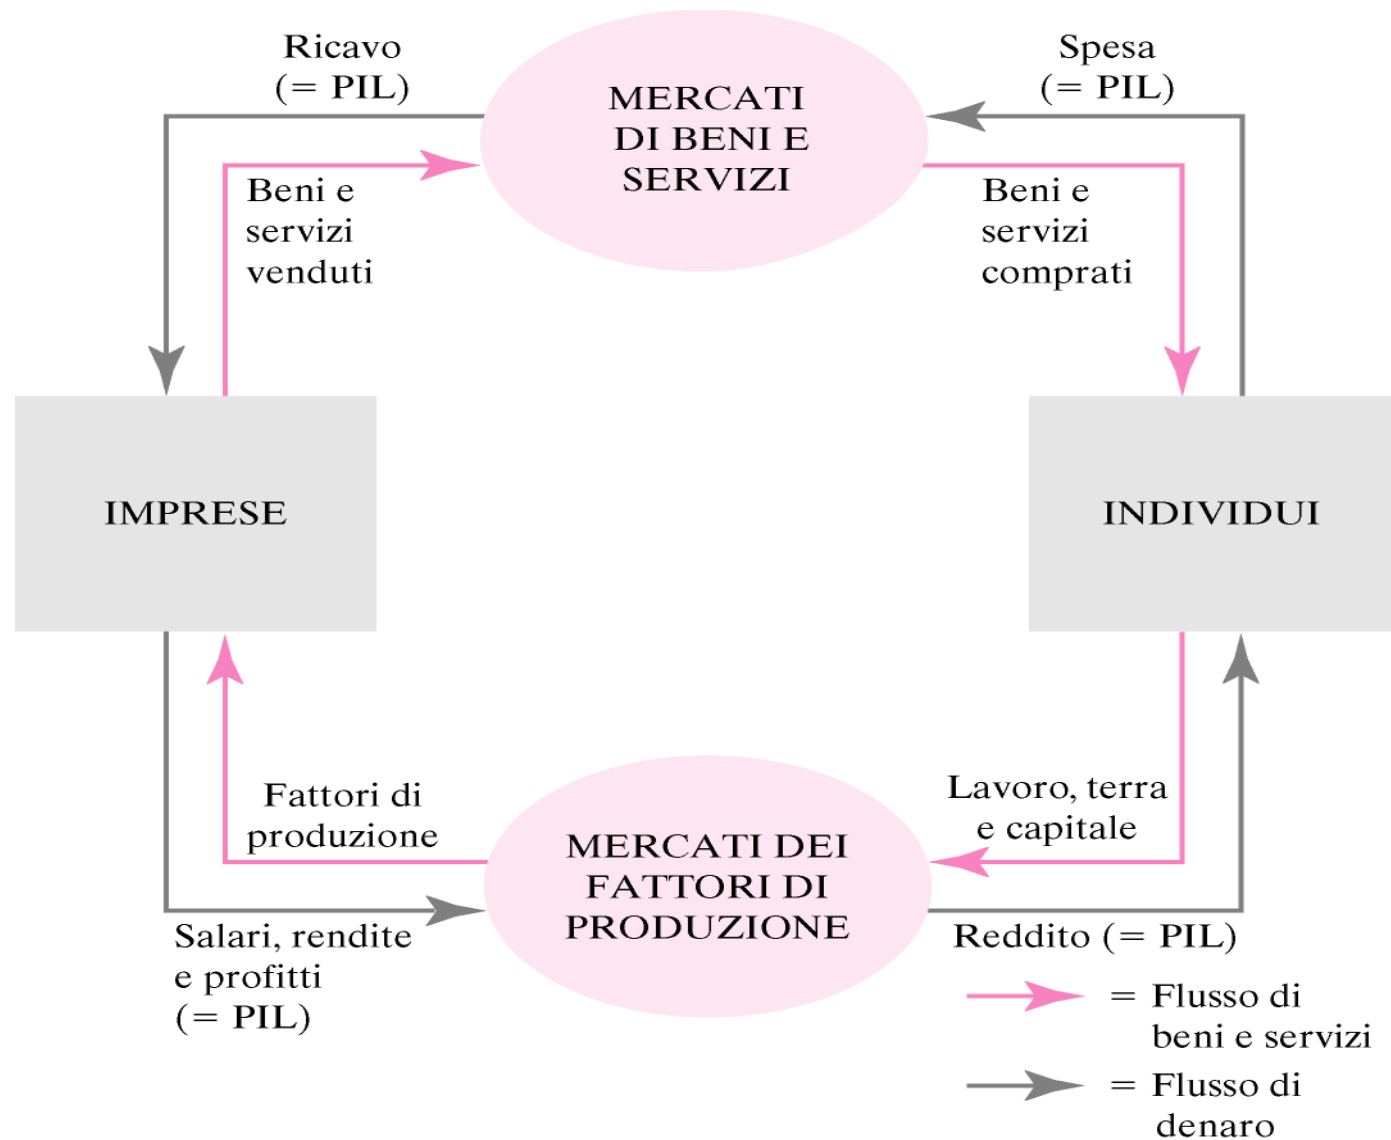 Ricavo
(= PIL)
MERCATI
DI BENI E
SERVIZI
Spesa
(= PIL)
Beni e
servizi
venduti
Beni e
servizi
comprati
IMPRESE
INDIVIDUI
Fattori di
produzione
MERCATI DEI
FATTORI DI
PRODUZIONE
Lavoro, terra
e capitale
Salari, rendite
e profitti
(= PIL)
Reddito (= PIL)
= Flusso di
beni e servizi
= Flusso di
denaro